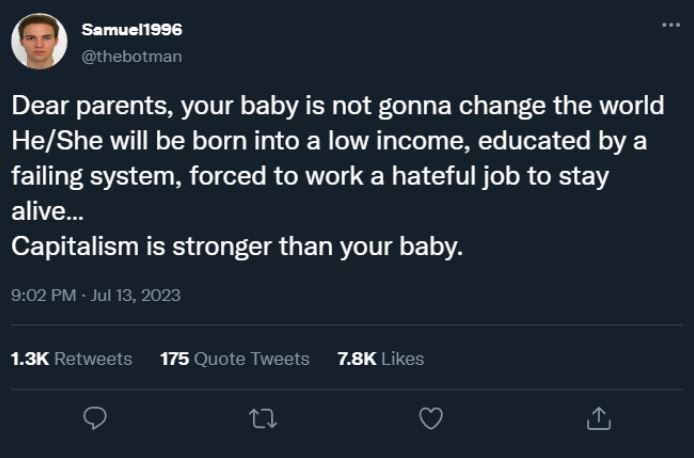 Samuel1996
@thebotman
Dear parents, your baby is not gonna change the world
He/She will be born into a low income, educated by a
failing system, forced to work a hateful job to stay
alive...
Capitalism is stronger than your baby.
9:02 PM · Jul 13, 2023
1.3K Retweets 175 Quote Tweets 7.8K Likes